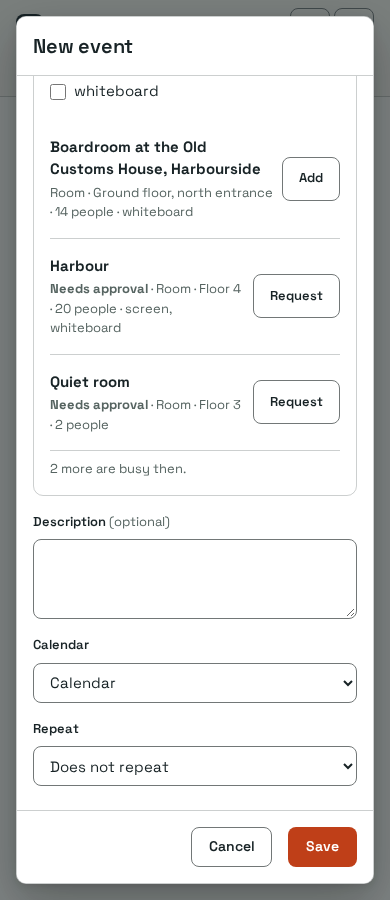 New event
whiteboard
Boardroom at the Old
Customs House, Harbourside
Room · Ground floor, north entrance
· 14 people · whiteboard
Add
Harbour
Needs approval · Room · Floor 4
· 20 people · screen,
whiteboard
Request
Quiet room
Needs approval · Room · Floor 3
· 2 people
Request
2 more are busy then.
Description (optional)
Calendar
Calendar
Repeat
Does not repeat
Cancel
Save